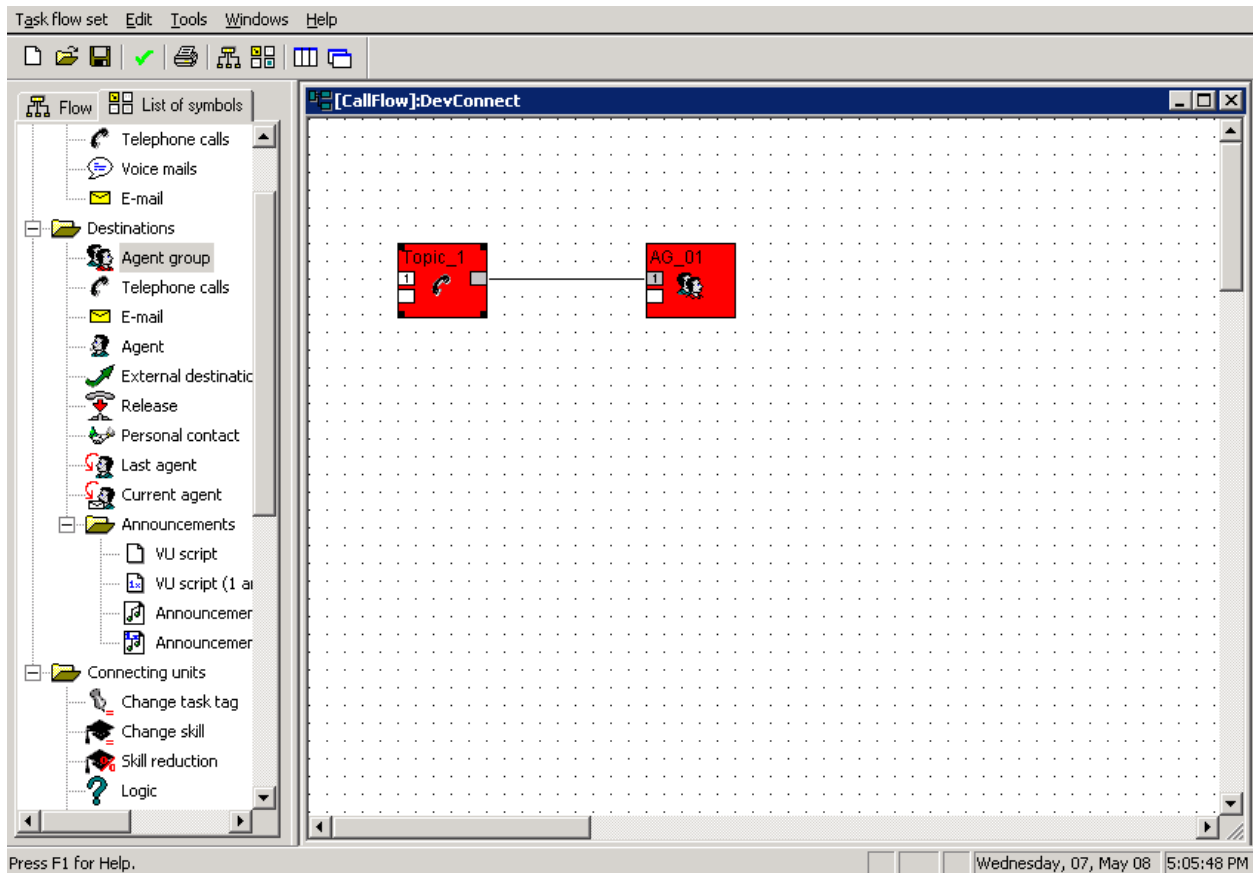 Task flow set Edit Tools Windows Help
Flow
List of symbols
Telephone calls
Voice mails
E-mail
Destinations
Agent group
Telephone calls
E-mail
Agent
External destinatic
Release
Personal contact
Last agent
Current agent
Announcements
VU script
1x VU script (1 ar
Announcemer
Announcemer
Connecting units
Change task tag
Change skill
Skill reduction
Logic
[CallFlow]:DevConnect
Topic_1
1
AG_01
1
Press F1 for Help.
Wednesday, 07, May 08 5:05:48 PM